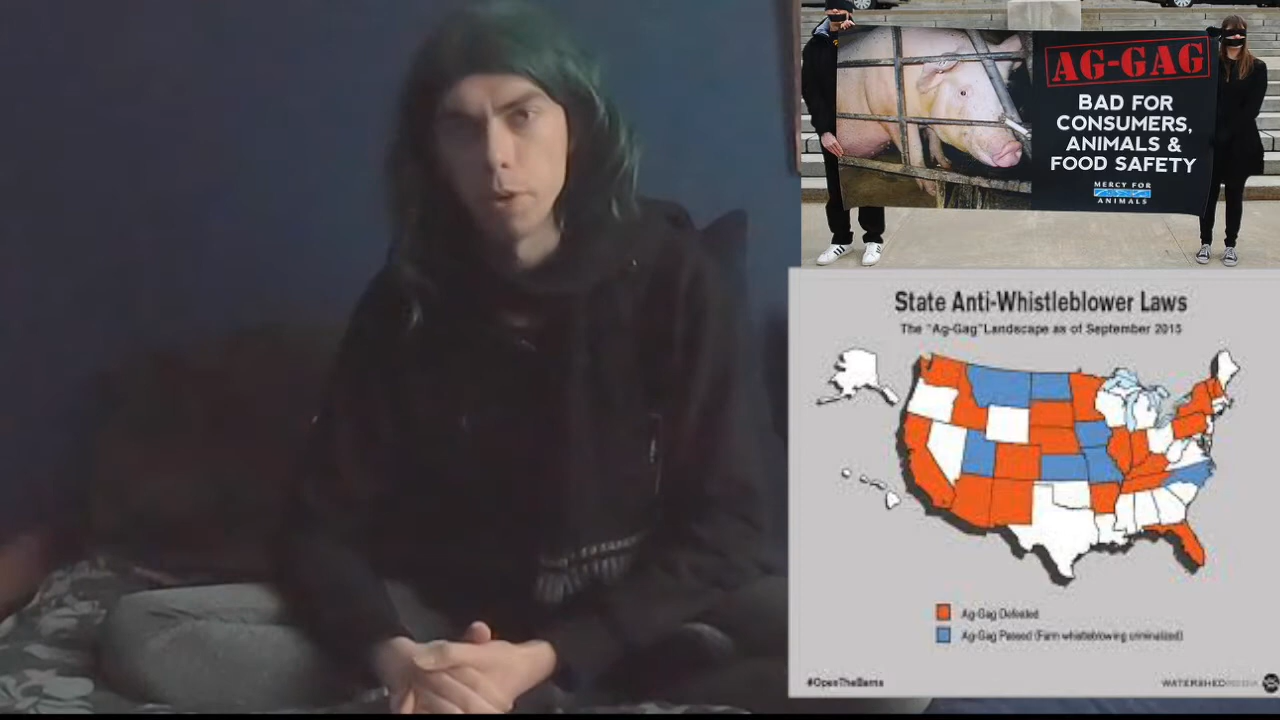 AG-GAG
BAD FOR
CONSUMERS,
ANIMALS &
FOOD SAFETY
MERCY FOR
ANIMALS
State Anti-Whistleblower Laws
The "Ag-Gag" Landscape as of September 2015
Ag-Gag Defeated
Ag-Gag Passed (Farm whistleblowing criminalized)
#OpenTheBarns
WATERSHEDMEDIA